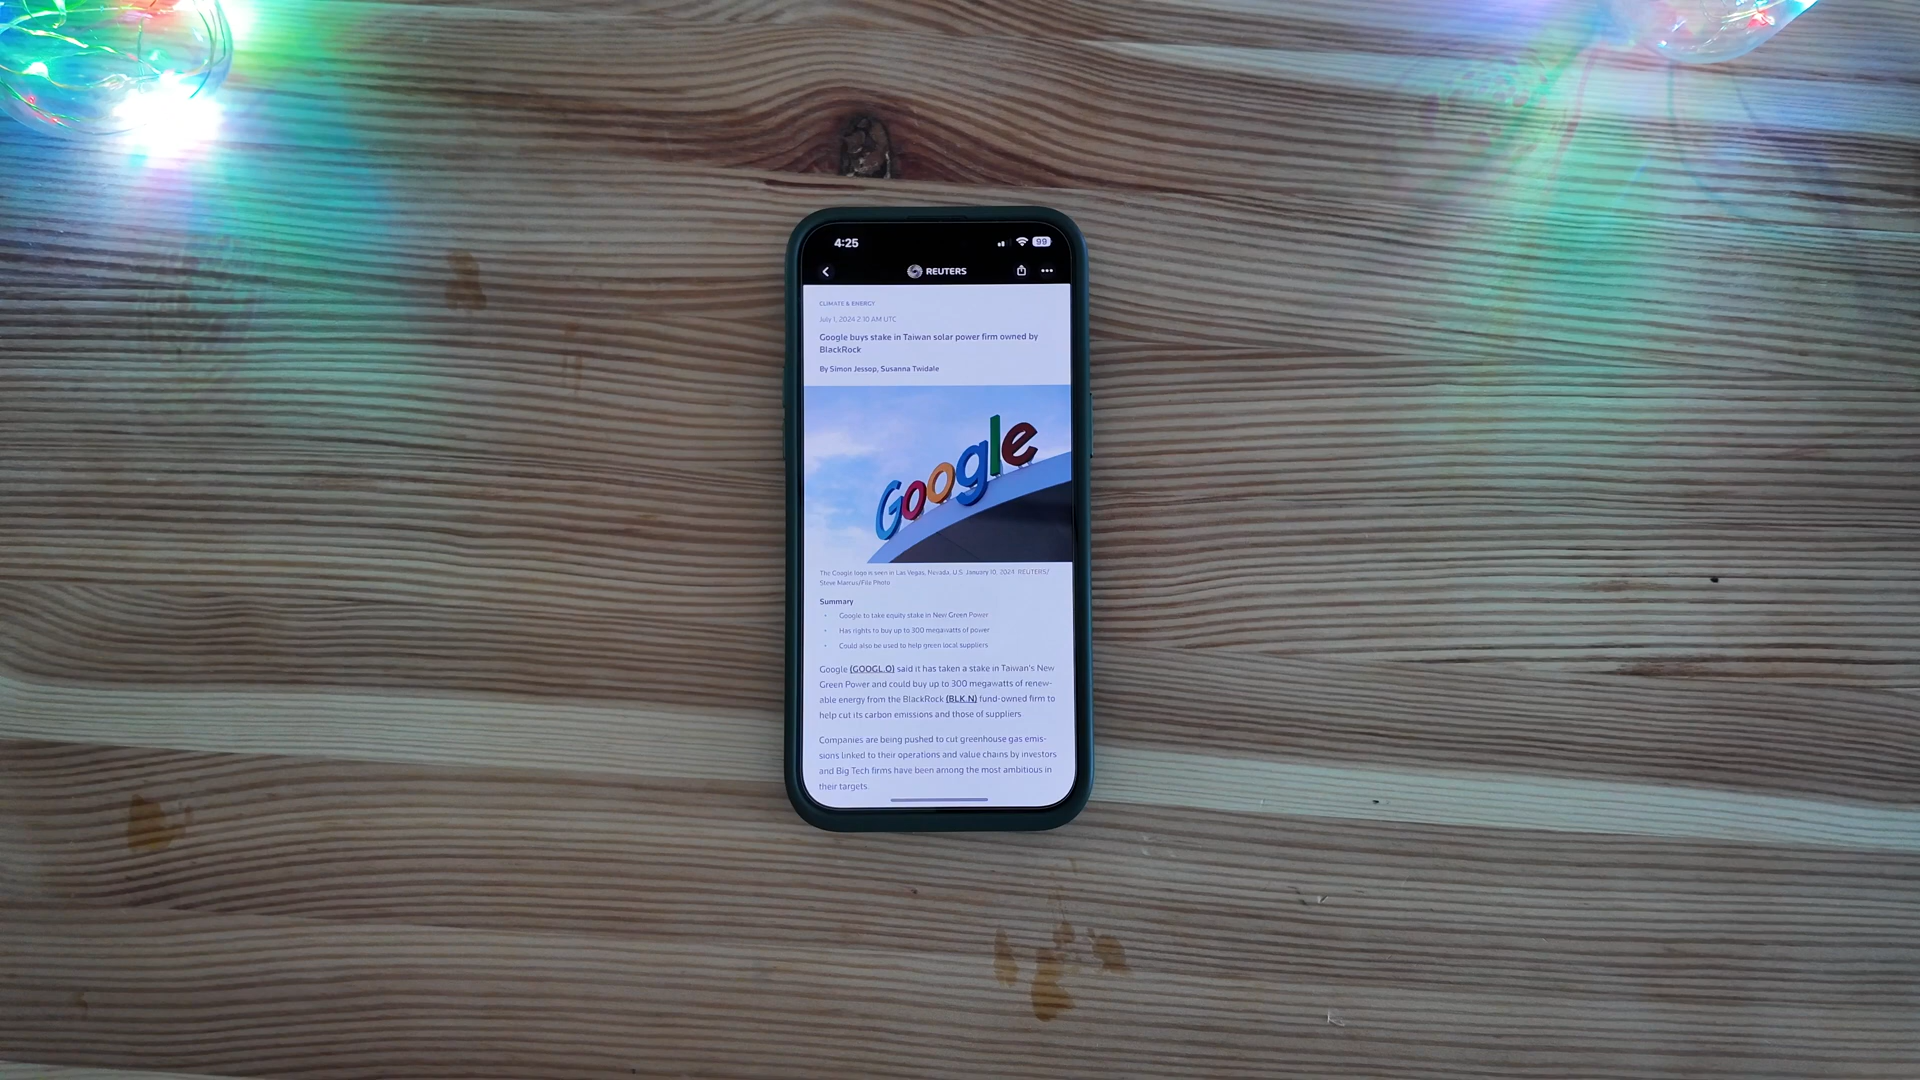 4:25
99
REUTERS
CLIMATE & ENERGY
July 1, 2024 2:10 AM UTC
Google buys stake in Taiwan solar power firm owned by
BlackRock
By Simon Jessop, Susanna Twidale
Google
The Google logo is seen in Las Vegas, Nevada, U.S. January 10, 2024. REUTERS/
Steve Marcus/File Photo
Summary
• Google to take equity stake in New Green Power
• Has rights to buy up to 300 megawatts of power
• Could also be used to help green local suppliers
Google (GOOGL.O) said it has taken a stake in Taiwan's New
Green Power and could buy up to 300 megawatts of renew-
able energy from the BlackRock (BLK.N) fund-owned firm to
help cut its carbon emissions and those of suppliers
Companies are being pushed to cut greenhouse gas emis-
sions linked to their operations and value chains by investors
and Big Tech firms have been among the most ambitious in
their targets.